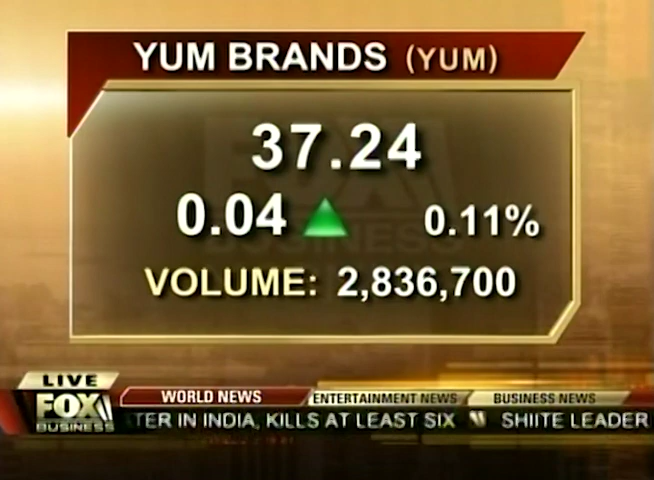 YUM BRANDS (YUM)
37.24
0.04 0.11%
VOLUME: 2,836,700
LIVE
FOX
BUSINESS
WORLD NEWS ENTERTAINMENT NEWS BUSINESS NEWS
TER IN INDIA, KILLS AT LEAST SIX SHIITE LEADER